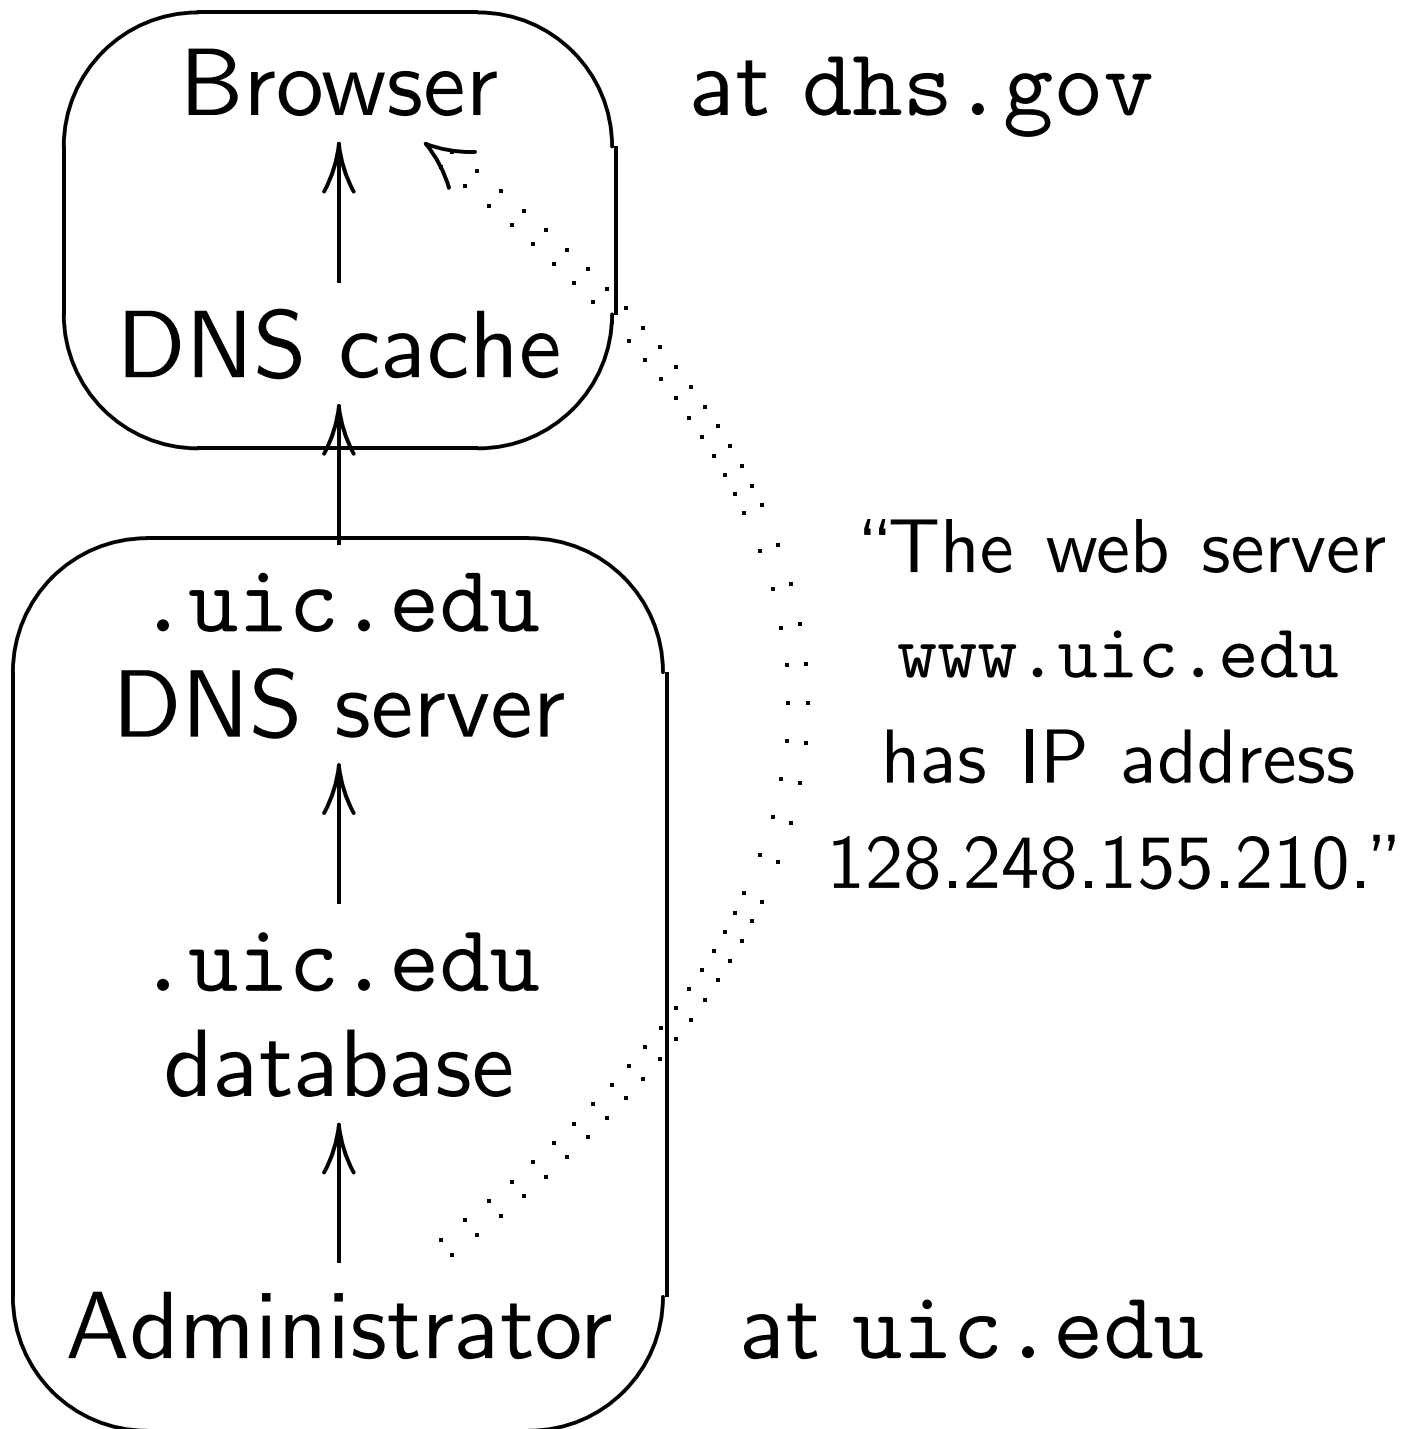 Browser at dhs.gov
DNS cache
.uic.edu
DNS server
“The web server
www.uic.edu
has IP address
128.248.155.210.”
.uic.edu
database
Administrator at uic.edu